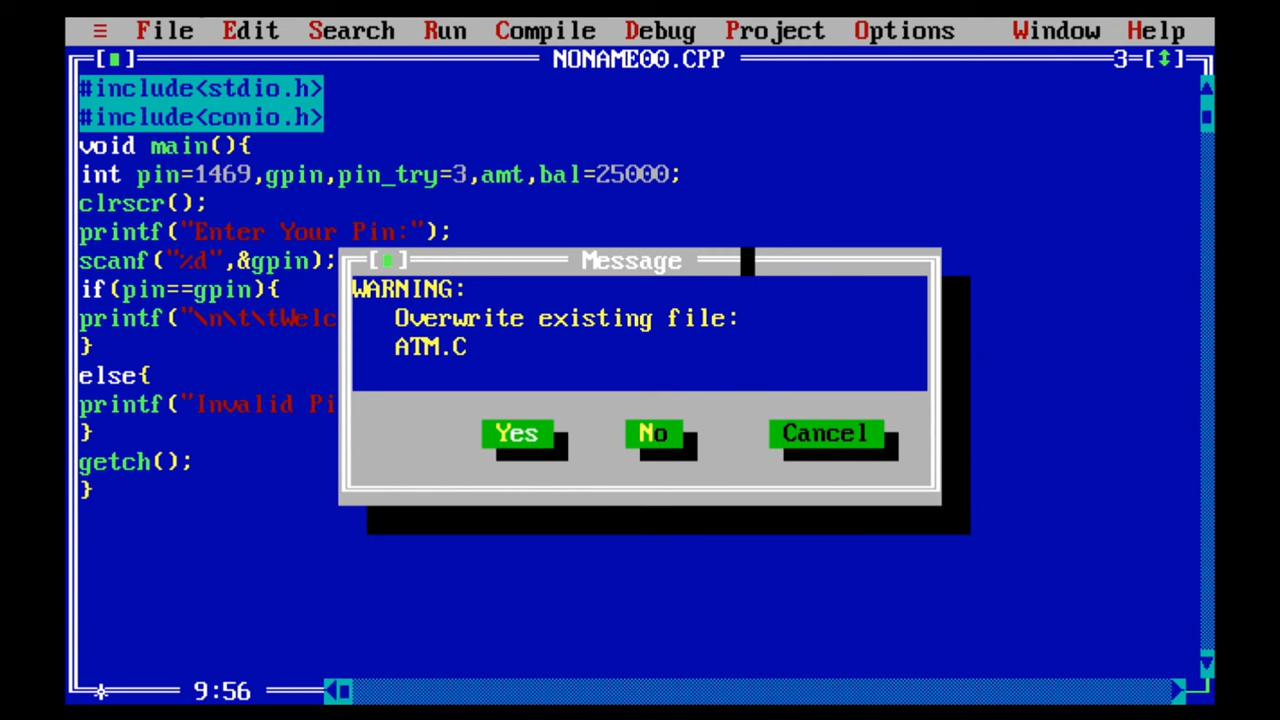 ≡ File Edit Search Run Compile Debug Project Options Window Help
[■] NONAME00.CPP 3=[↕]
#include<stdio.h>
#include<conio.h>
void main(){
int pin=1469,gpin,pin_try=3,amt,bal=25000;
clrscr();
printf("Enter Your Pin:");
scanf("%d",&gpin);
if(pin==gpin){
printf("\n\t\tWelc
}
else{
printf("Invalid Pi
}
getch();
}
[■] Message
WARNING:
Overwrite existing file:
ATM.C
Yes No Cancel
9:56